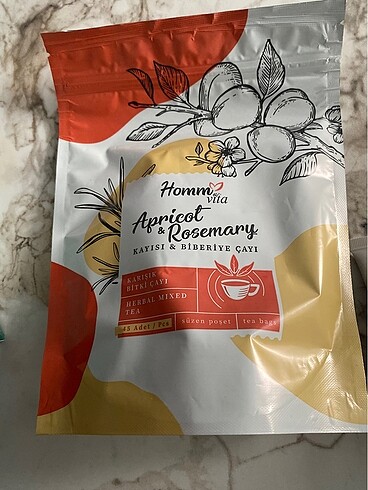 Homm
vita
Apricot
& Rosemary
KAYISI & BİBERİYE ÇAYI
KARIŞIK
BİTKİ ÇAYI
HERBAL MIXED
TEA
45 Adet / Pcs
süzen poşet
tea bags